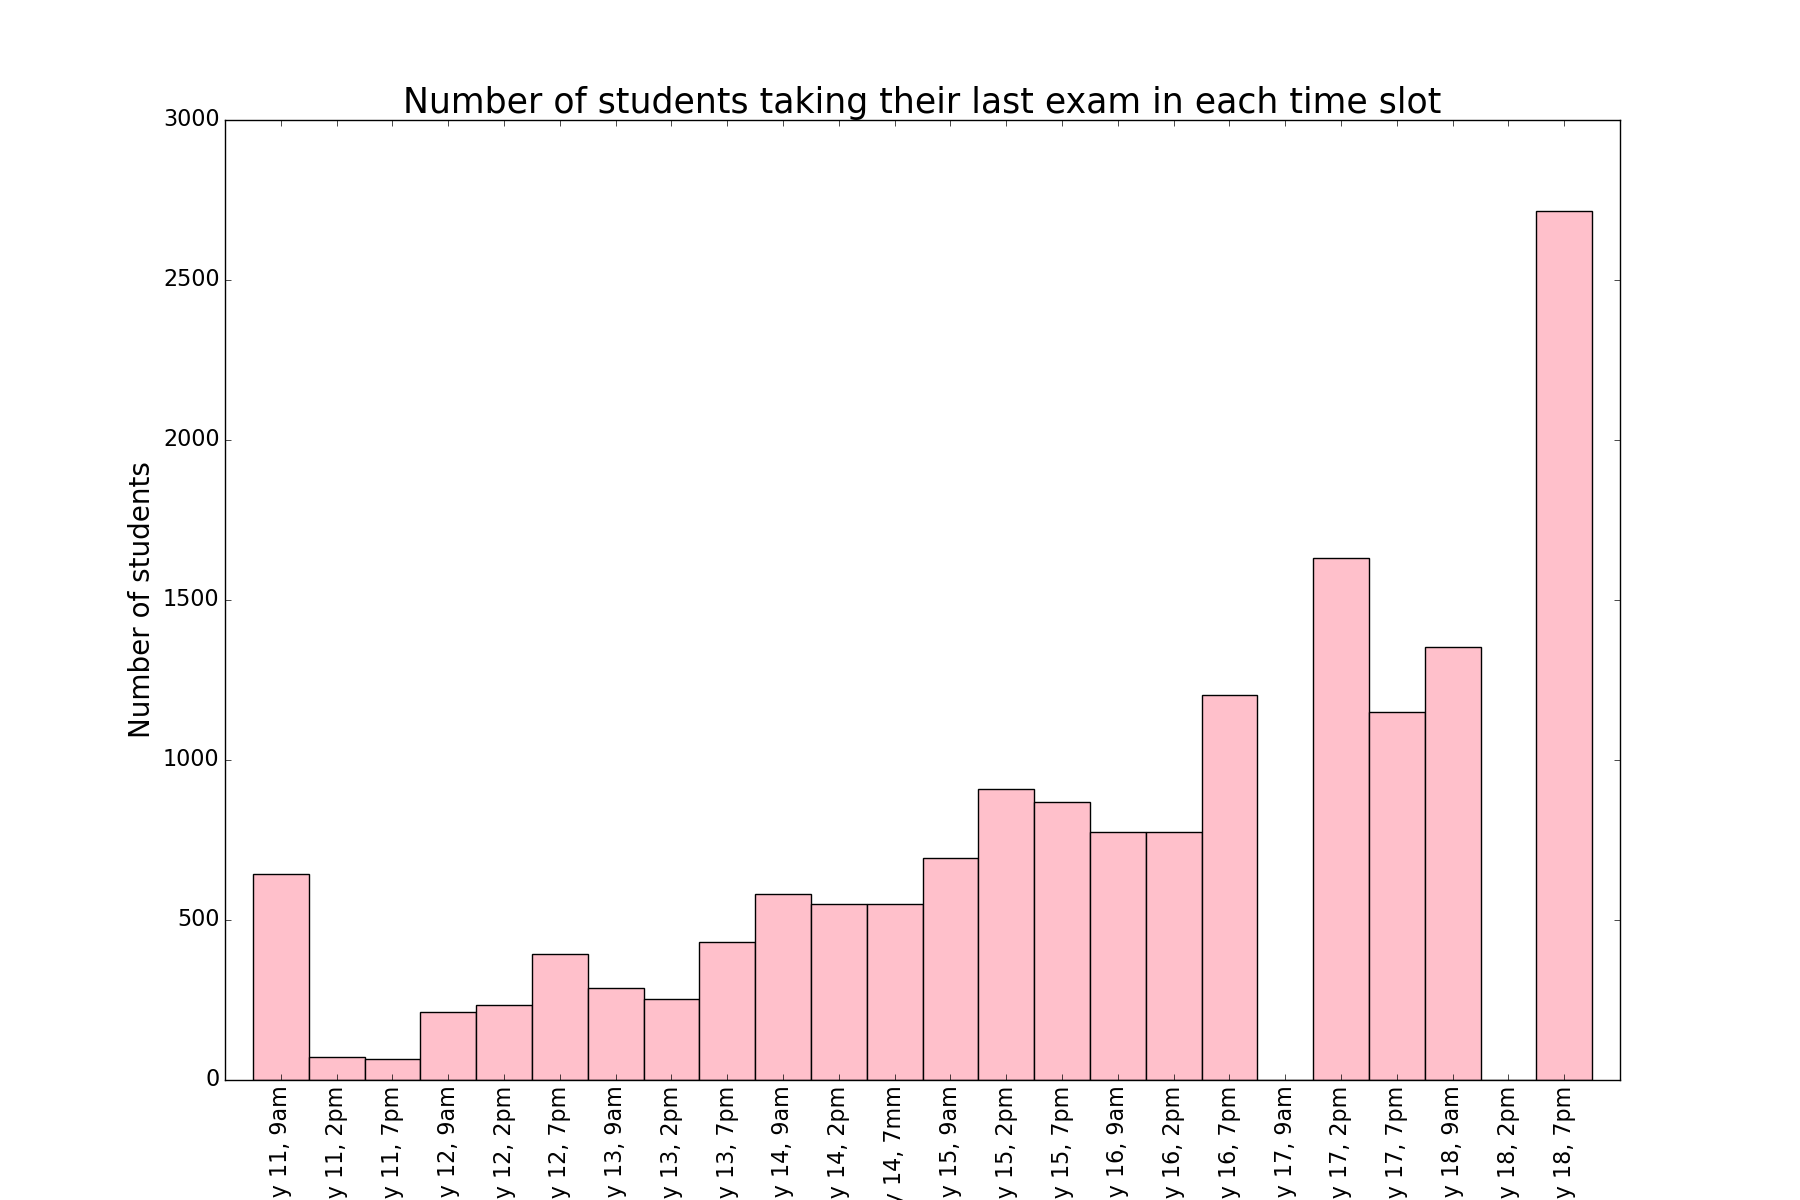 Number of students taking their last exam in each time slot
Number of students
3000
2500
2000
1500
1000
500
0
y 11, 9am
y 11, 2pm
y 11, 7pm
y 12, 9am
y 12, 2pm
y 12, 7pm
y 13, 9am
y 13, 2pm
y 13, 7pm
y 14, 9am
y 14, 2pm
y 14, 7mm
y 15, 9am
y 15, 2pm
y 15, 7pm
y 16, 9am
y 16, 2pm
y 16, 7pm
y 17, 9am
y 17, 2pm
y 17, 7pm
y 18, 9am
y 18, 2pm
y 18, 7pm